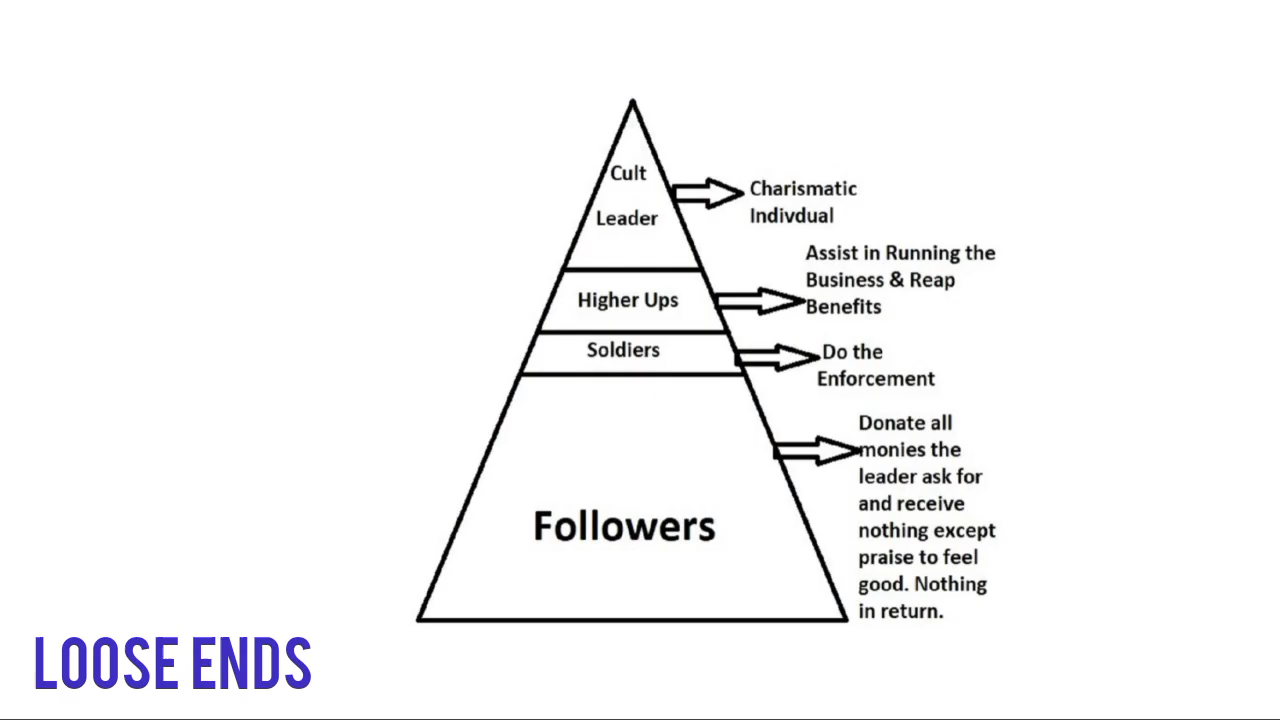 Cult
Leader
Charismatic
Indivdual
Higher Ups
Assist in Running the
Business & Reap
Benefits
Soldiers
Do the
Enforcement
Followers
Donate all
monies the
leader ask for
and receive
nothing except
praise to feel
good. Nothing
in return.
LOOSE ENDS